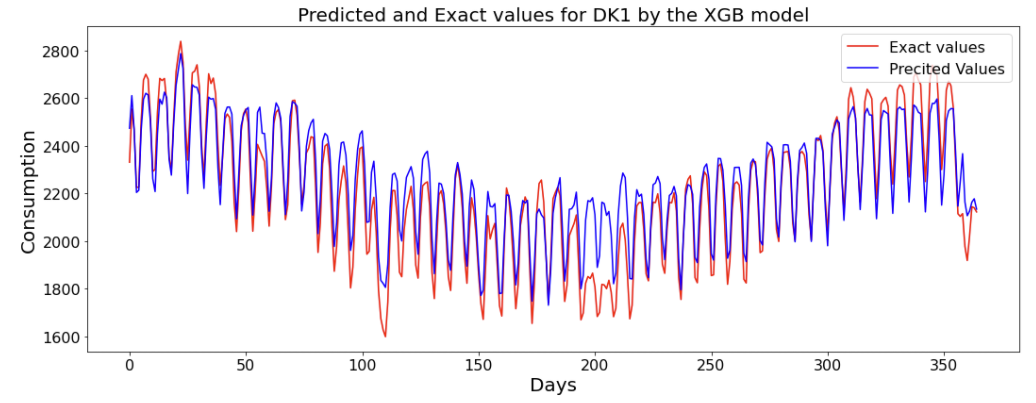 Predicted and Exact values for DK1 by the XGB model
Exact values
Precited Values
Consumption
2800
2600
2400
2200
2000
1800
1600
0 50 100 150 200 250 300 350
Days